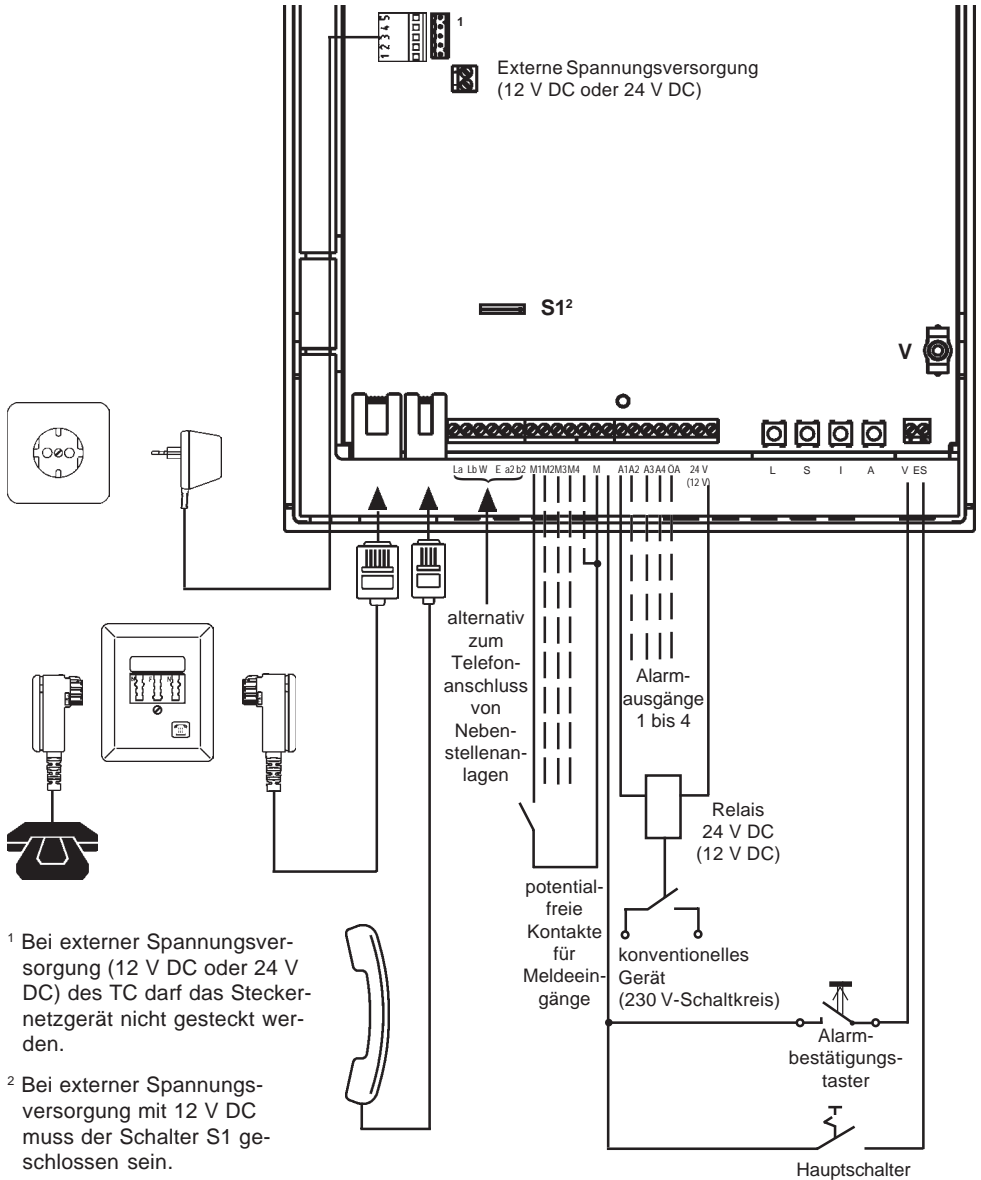 1 2 3 4 5
1
Externe Spannungsversorgung
(12 V DC oder 24 V DC)
S1²
V
La Lb W E a2 b2 M1 M2 M3 M4 M A1 A2 A3 A4 ÖA 24 V
(12 V)
L S I A V ES
alternativ
zum
Telefon-
anschluss
von
Neben-
stellenan-
lagen
Alarm-
ausgänge
1 bis 4
Relais
24 V DC
(12 V DC)
potential-
freie
Kontakte
für
Meldeein-
gänge
konventionelles
Gerät
(230 V-Schaltkreis)
Alarm-
bestätigungs-
taster
Hauptschalter
¹ Bei externer Spannungsver-
sorgung (12 V DC oder 24 V
DC) des TC darf das Stecker-
netzgerät nicht gesteckt wer-
den.
² Bei externer Spannungs-
versorgung mit 12 V DC
muss der Schalter S1 ge-
schlossen sein.